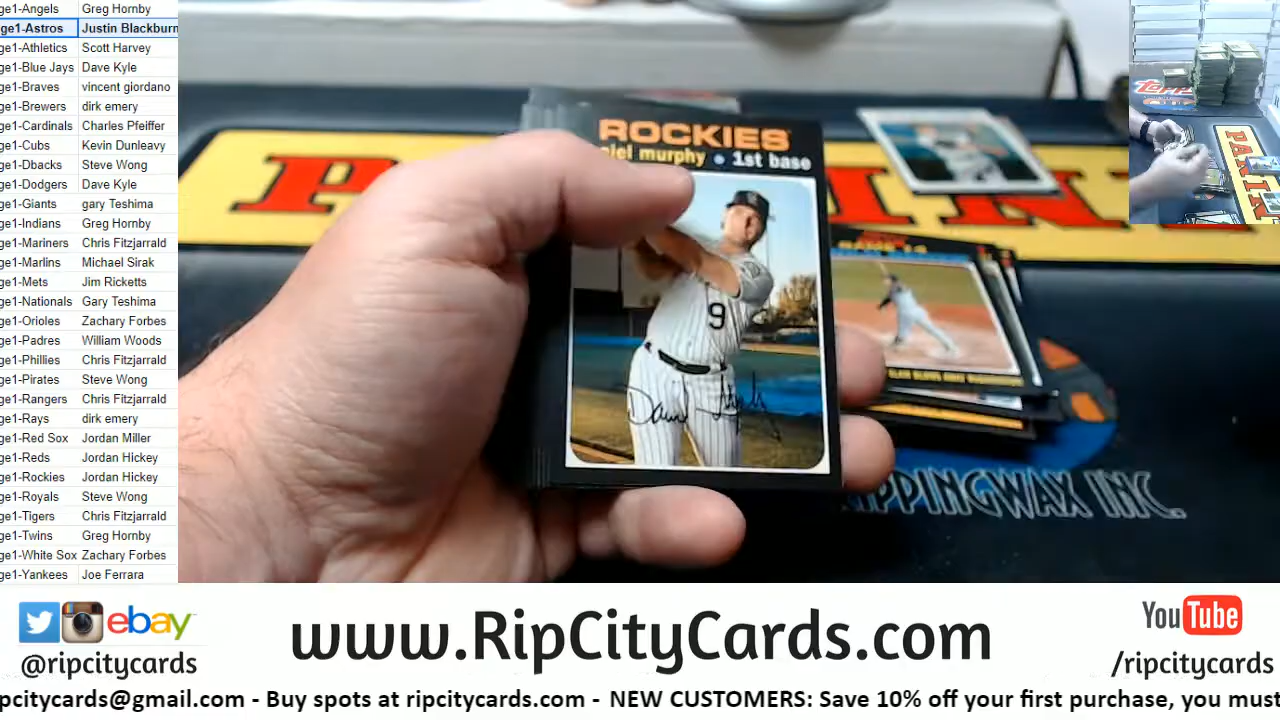 ge1-Angels Greg Hornby
ge1-Astros Justin Blackburn
ge1-Athletics Scott Harvey
ge1-Blue Jays Dave Kyle
ge1-Braves vincent giordano
ge1-Brewers dirk emery
ge1-Cardinals Charles Pfeiffer
ge1-Cubs Kevin Dunleavy
ge1-Dbacks Steve Wong
ge1-Dodgers Dave Kyle
ge1-Giants gary Teshima
ge1-Indians Greg Hornby
ge1-Mariners Chris Fitzjarrald
ge1-Marlins Michael Sirak
ge1-Mets Jim Ricketts
ge1-Nationals Gary Teshima
ge1-Orioles Zachary Forbes
ge1-Padres William Woods
ge1-Phillies Chris Fitzjarrald
ge1-Pirates Steve Wong
ge1-Rangers Chris Fitzjarrald
ge1-Rays dirk emery
ge1-Red Sox Jordan Miller
ge1-Reds Jordan Hickey
ge1-Rockies Jordan Hickey
ge1-Royals Steve Wong
ge1-Tigers Chris Fitzjarrald
ge1-Twins Greg Hornby
ge1-White Sox Zachary Forbes
ge1-Yankees Joe Ferrara
ROCKIES
iel murphy • 1st base
9
PPINGWAX INC.
TOPPS
PANINI
ebay
@ripcitycards
www.RipCityCards.com
YouTube
/ripcitycards
pcitycards@gmail.com - Buy spots at ripcitycards.com - NEW CUSTOMERS: Save 10% off your first purchase, you must